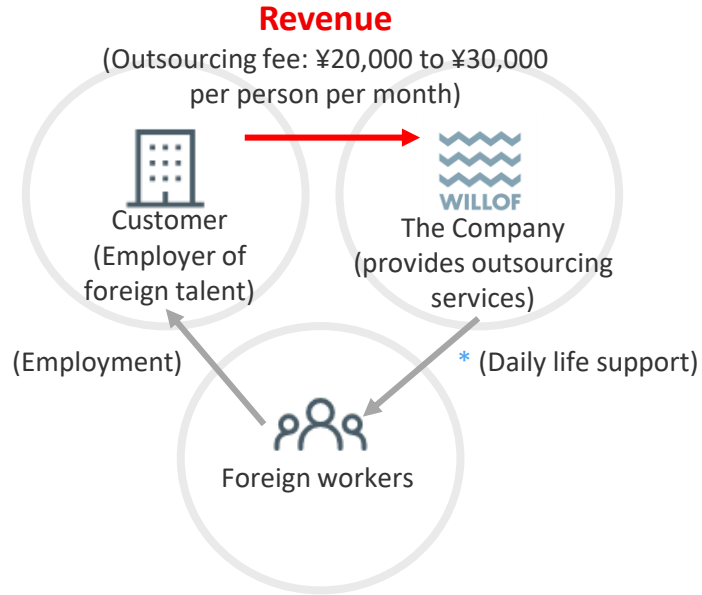 Revenue
(Outsourcing fee: ¥20,000 to ¥30,000
per person per month)
WILLOF
Customer
(Employer of
foreign talent)
The Company
(provides outsourcing
services)
(Employment)
* (Daily life support)
Foreign workers